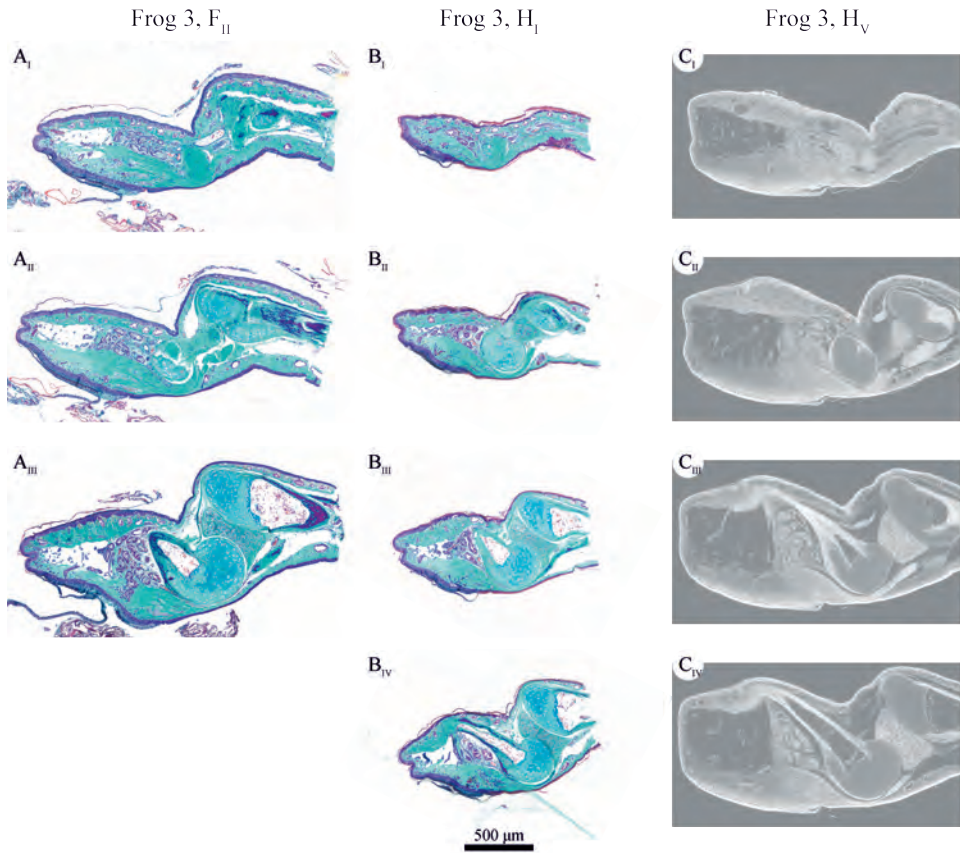 Frog 3, F_II Frog 3, H_I Frog 3, H_V
A_I B_I C_I
A_II B_II C_II
A_III B_III C_III
B_IV C_IV
500 µm